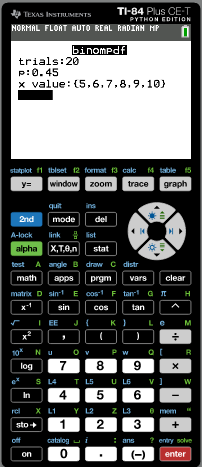 TEXAS INSTRUMENTS TI-84 Plus CE-T
PYTHON EDITION
NORMAL FLOAT AUTO REAL RADIAN MP
binompdf
trials:20
p:0.45
x value:{5,6,7,8,9,10}
statplot f1 tblset f2 format f3 calc f4 table f5
y= window zoom trace graph
quit ins
2nd mode del
A-lock link list
alpha X,T,θ,n stat
test A angle B draw C distr
math apps prgm vars clear
matrix D sin⁻¹ E cos⁻¹ F tan⁻¹ G π H
x⁻¹ sin cos tan ^
√ I EE J { K } L e M
x² , ( ) ÷
10ˣ N u O v P w Q [ R
log 7 8 9 ×
eˣ S L4 T L5 U L6 V ] W
ln 4 5 6 −
rcl X L1 Y L2 Z L3 θ mem "
sto→ 1 2 3 +
off catalog i : ans ? entry solve
on 0 . (−) enter